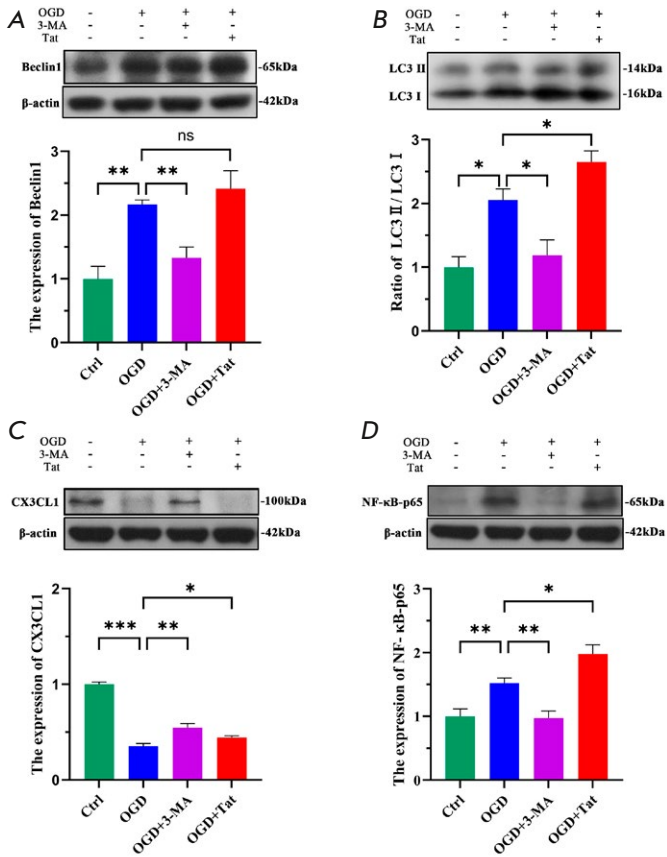 A
OGD - + + +
3-MA - - + -
Tat - - - +
Beclin1 -65kDa
β-actin -42kDa
The expression of Beclin1
3
2
1
0
** ** ns
Ctrl OGD OGD+3-MA OGD+Tat
B
OGD - + + +
3-MA - - + -
Tat - - - +
LC3 II -14kDa
LC3 I -16kDa
Ratio of LC3 II / LC3 I
3
2
1
0
* * *
Ctrl OGD OGD+3-MA OGD+Tat
C
OGD - + + +
3-MA - - + -
Tat - - - +
CX3CL1 -100kDa
β-actin -42kDa
The expression of CX3CL1
2
1
0
*** ** *
Ctrl OGD OGD+3-MA OGD+Tat
D
OGD - + + +
3-MA - - + -
Tat - - - +
NF-κB-p65 -65kDa
β-actin -42kDa
The expression of NF- κB-p65
3
2
1
0
** ** *
Ctrl OGD OGD+3-MA OGD+Tat